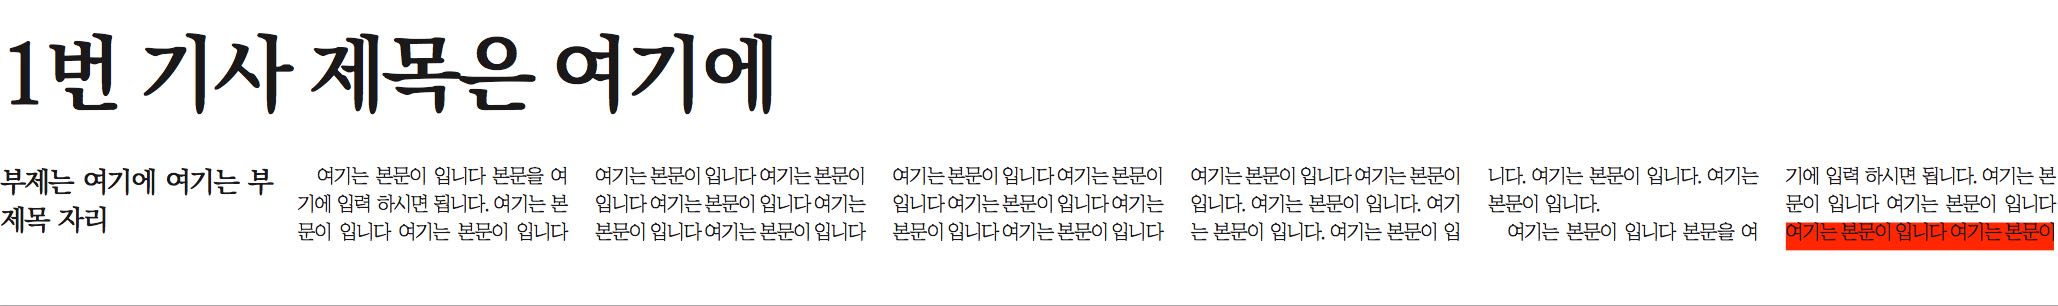 1번 기사 제목은 여기에
부제는 여기에 여기는 부
제목 자리
여기는 본문이 입니다 본문을 여
기에 입력 하시면 됩니다. 여기는 본
문이 입니다 여기는 본문이 입니다
여기는 본문이 입니다 여기는 본문이
입니다 여기는 본문이 입니다 여기는
본문이 입니다 여기는 본문이 입니다
여기는 본문이 입니다 여기는 본문이
입니다 여기는 본문이 입니다 여기는
본문이 입니다 여기는 본문이 입니다
여기는 본문이 입니다 여기는 본문이
입니다. 여기는 본문이 입니다. 여기
는 본문이 입니다. 여기는 본문이 입
니다. 여기는 본문이 입니다. 여기는
본문이 입니다.
여기는 본문이 입니다 본문을 여
기에 입력 하시면 됩니다. 여기는 본
문이 입니다 여기는 본문이 입니다
여기는 본문이 입니다 여기는 본문이